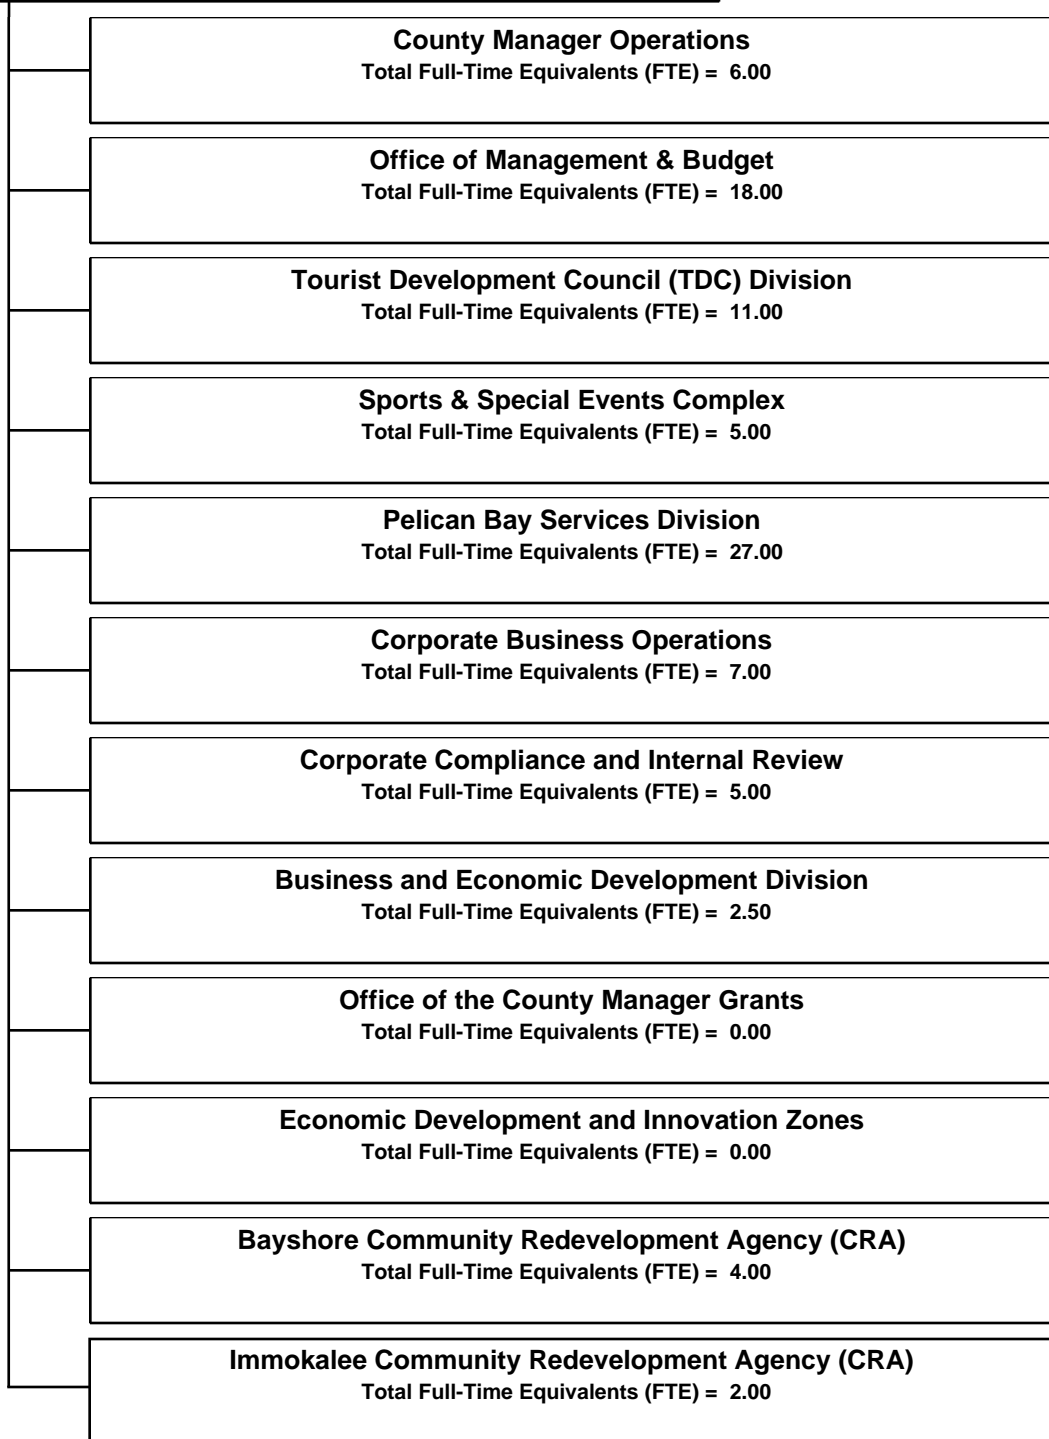 County Manager Operations
Total Full-Time Equivalents (FTE) = 6.00
Office of Management & Budget
Total Full-Time Equivalents (FTE) = 18.00
Tourist Development Council (TDC) Division
Total Full-Time Equivalents (FTE) = 11.00
Sports & Special Events Complex
Total Full-Time Equivalents (FTE) = 5.00
Pelican Bay Services Division
Total Full-Time Equivalents (FTE) = 27.00
Corporate Business Operations
Total Full-Time Equivalents (FTE) = 7.00
Corporate Compliance and Internal Review
Total Full-Time Equivalents (FTE) = 5.00
Business and Economic Development Division
Total Full-Time Equivalents (FTE) = 2.50
Office of the County Manager Grants
Total Full-Time Equivalents (FTE) = 0.00
Economic Development and Innovation Zones
Total Full-Time Equivalents (FTE) = 0.00
Bayshore Community Redevelopment Agency (CRA)
Total Full-Time Equivalents (FTE) = 4.00
Immokalee Community Redevelopment Agency (CRA)
Total Full-Time Equivalents (FTE) = 2.00